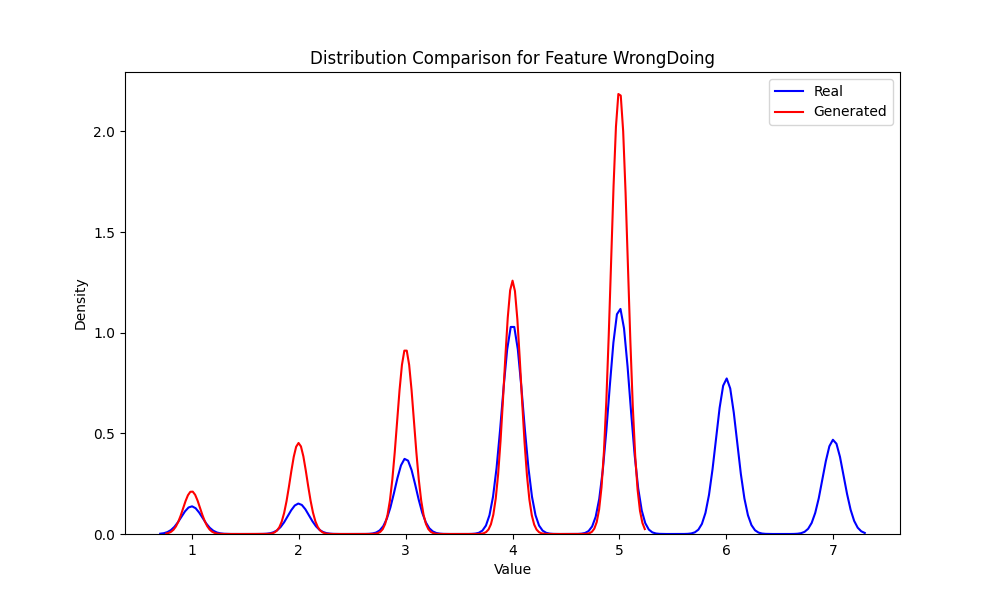 Distribution Comparison for Feature WrongDoing
Real
Generated
2.0
1.5
1.0
0.5
0.0
Density
1 2 3 4 5 6 7
Value